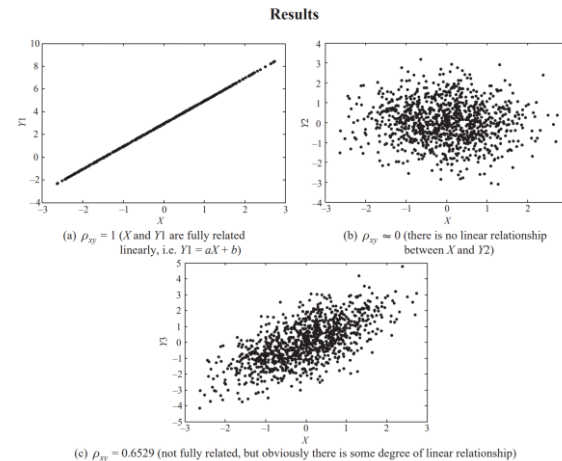 Results
10
8
6
4
2
0
−2
−4
Y1
−3 −2 −1 0 1 2 3
X
(a) ρxy = 1 (X and Y1 are fully related
linearly, i.e. Y1 = aX + b)
4
3
2
1
0
−1
−2
−3
−4
Y2
−3 −2 −1 0 1 2 3
X
(b) ρxy ≈ 0 (there is no linear relationship
between X and Y2)
5
4
3
2
1
0
−1
−2
−3
−4
−5
Y3
−3 −2 −1 0 1 2 3
X
(c) ρxy = 0.6529 (not fully related, but obviously there is some degree of linear relationship)